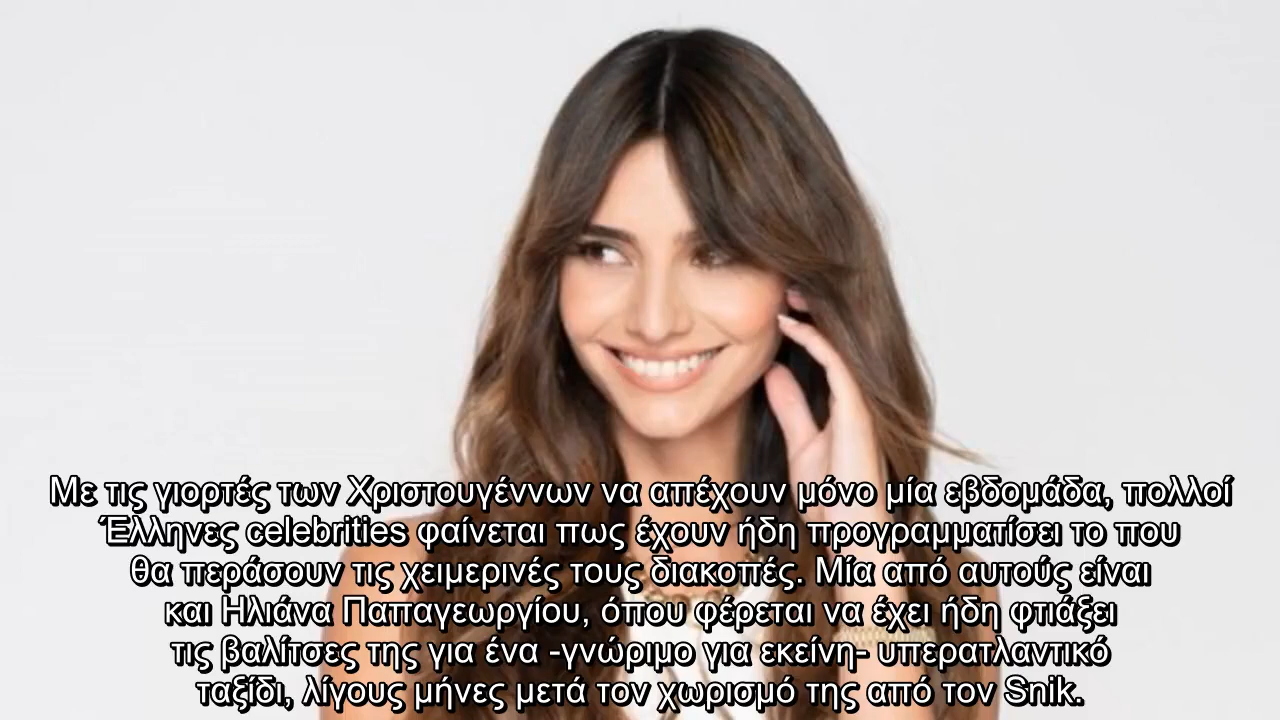 Με τις γιορτές των Χριστουγέννων να απέχουν μόνο μία εβδομάδα, πολλοί
Έλληνες celebrities φαίνεται πως έχουν ήδη προγραμματίσει το που
θα περάσουν τις χειμερινές τους διακοπές. Μία από αυτούς είναι
και Ηλιάνα Παπαγεωργίου, όπου φέρεται να έχει ήδη φτιάξει
τις βαλίτσες της για ένα -γνώριμο για εκείνη- υπερατλαντικό
ταξίδι, λίγους μήνες μετά τον χωρισμό της από τον Snik.